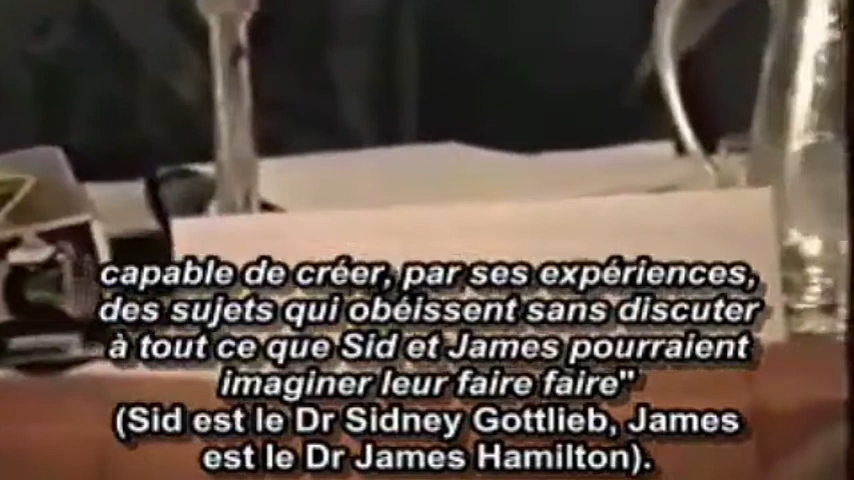 capable de créer, par ses expériences,
des sujets qui obéissent sans discuter
à tout ce que Sid et James pourraient
imaginer leur faire faire"
(Sid est le Dr Sidney Gottlieb, James
est le Dr James Hamilton).